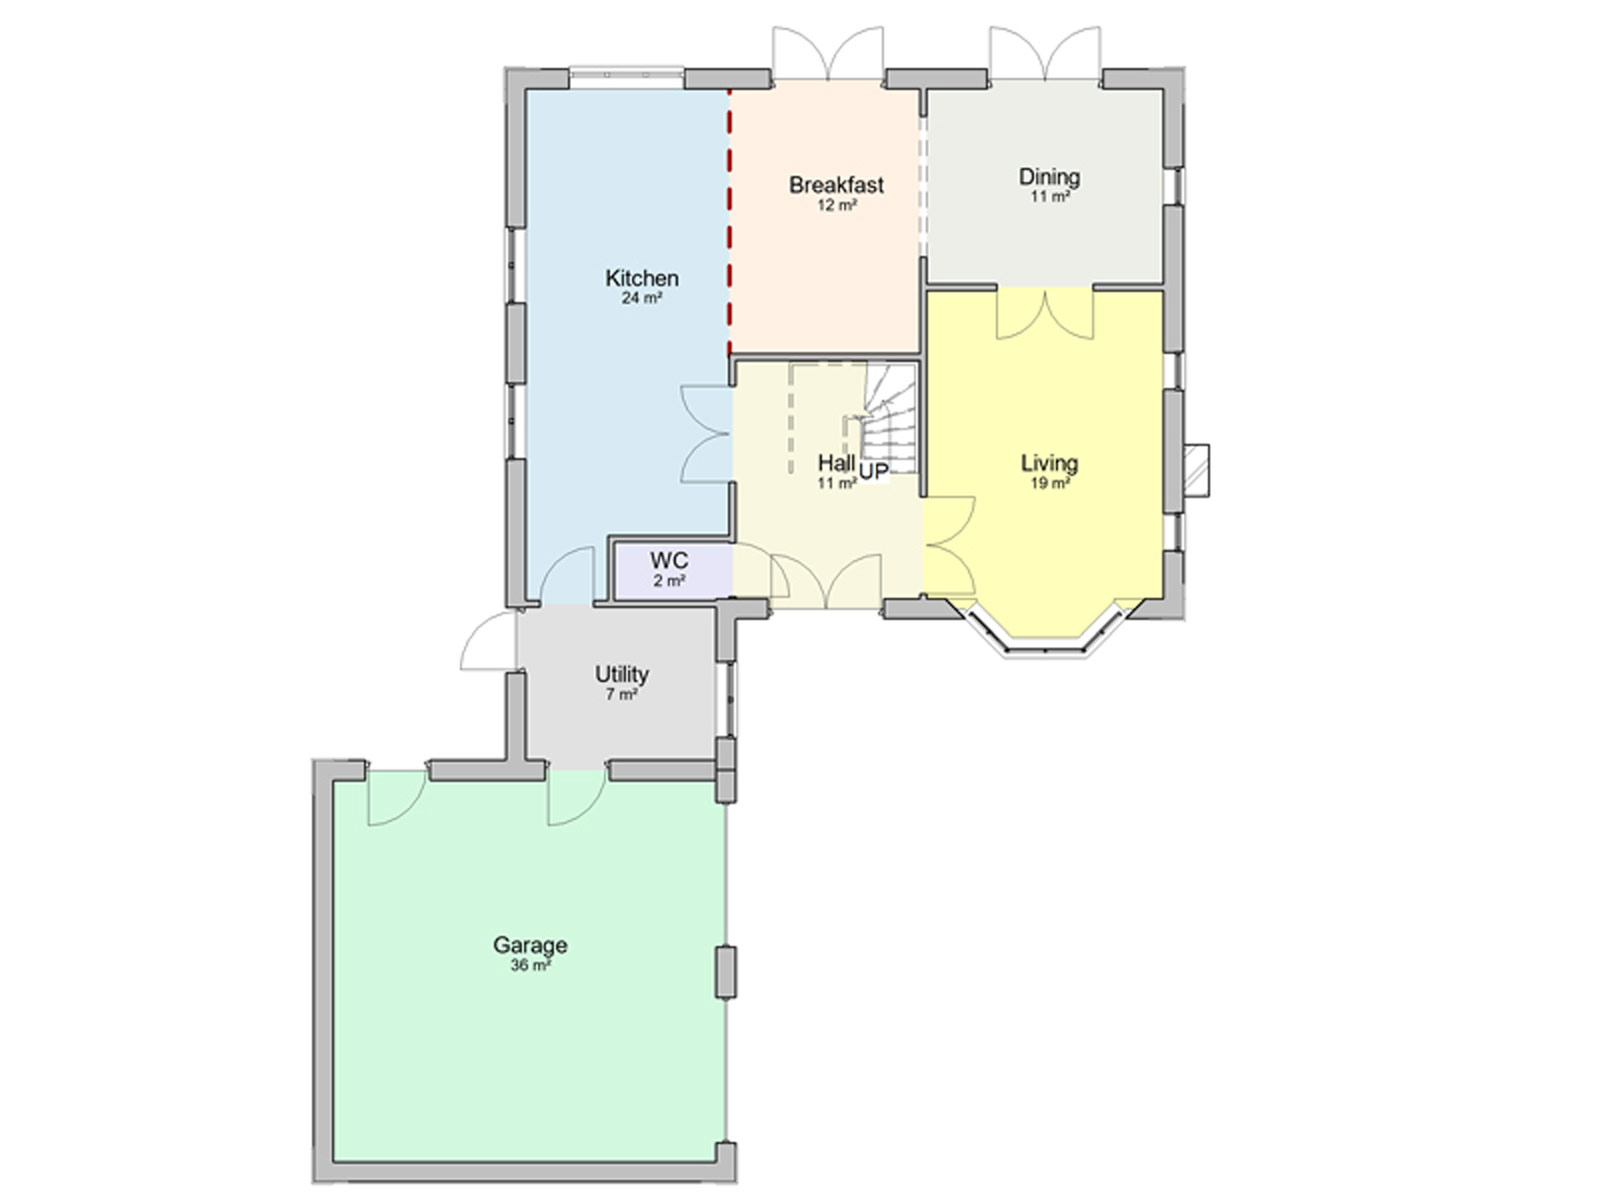 Breakfast
12 m²
Dining
11 m²
Kitchen
24 m²
Hall
11 m²
UP
Living
19 m²
WC
2 m²
Utility
7 m²
Garage
36 m²